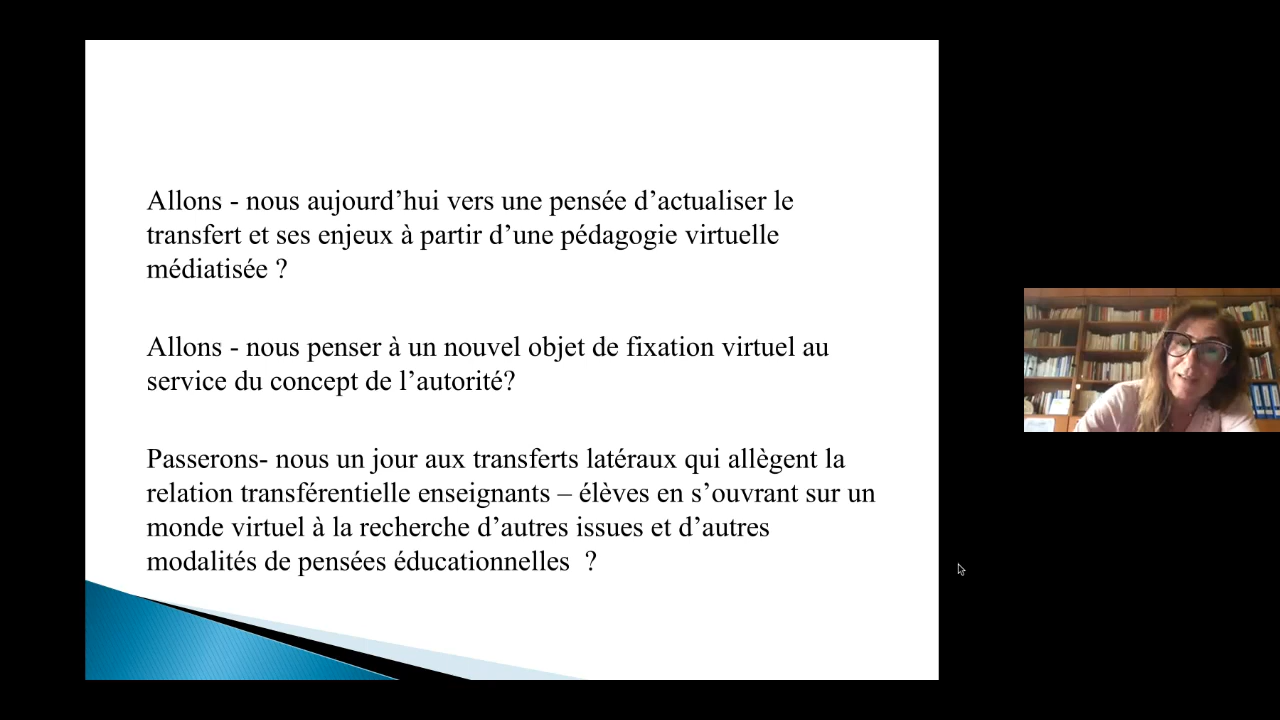 Allons - nous aujourd’hui vers une pensée d’actualiser le
transfert et ses enjeux à partir d’une pédagogie virtuelle
médiatisée ?
Allons - nous penser à un nouvel objet de fixation virtuel au
service du concept de l’autorité?
Passerons- nous un jour aux transferts latéraux qui allègent la
relation transférentielle enseignants – élèves en s’ouvrant sur un
monde virtuel à la recherche d’autres issues et d’autres
modalités de pensées éducationnelles  ?